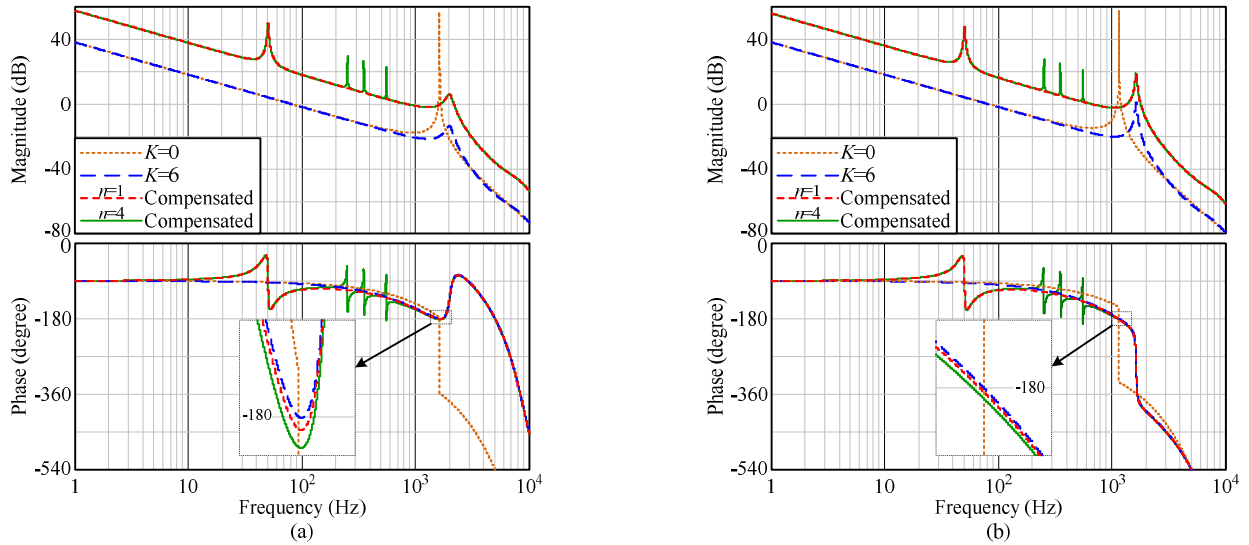 Magnitude (dB)
40
0
-40
-80
K=0
K=6
n=1 Compensated
n=4 Compensated
Phase (degree)
0
-180
-360
-540
-180
1 10 10² 10³ 10⁴
Frequency (Hz)
(a)
Magnitude (dB)
40
0
-40
-80
K=0
K=6
n=1 Compensated
n=4 Compensated
Phase (degree)
0
-180
-360
-540
-180
1 10 10² 10³ 10⁴
Frequency (Hz)
(b)